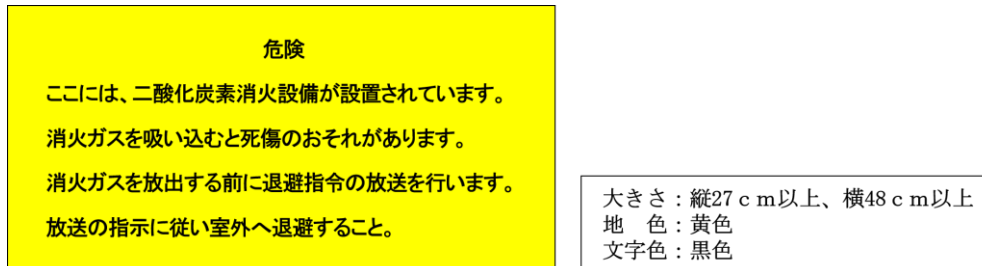 危険
ここには、二酸化炭素消火設備が設置されています。
消火ガスを吸い込むと死傷のおそれがあります。
消火ガスを放出する前に退避指令の放送を行います。
放送の指示に従い室外へ退避すること。
大きさ：縦27ｃｍ以上、横48ｃｍ以上
地　色：黄色
文字色：黒色